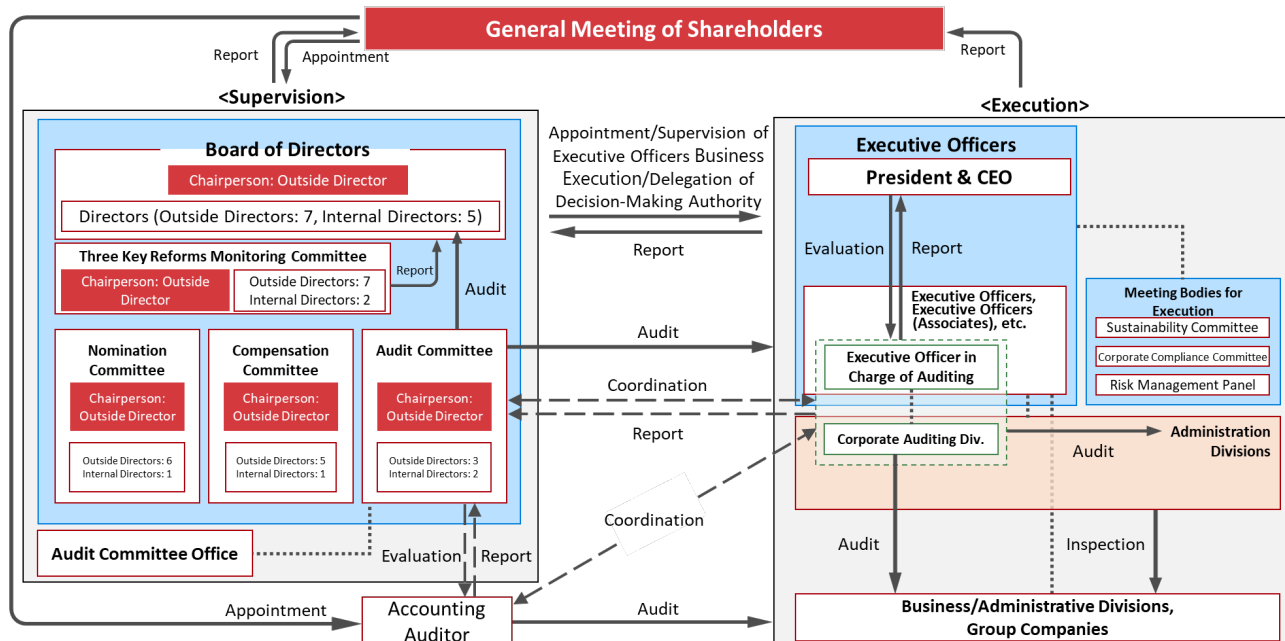 General Meeting of Shareholders
Report
Appointment
Report
<Supervision>
<Execution>
Board of Directors
Chairperson: Outside Director
Directors (Outside Directors: 7, Internal Directors: 5)
Three Key Reforms Monitoring Committee
Chairperson: Outside
Director
Outside Directors: 7
Internal Directors: 2
Report
Audit
Nomination
Committee
Chairperson:
Outside Director
Outside Directors: 6
Internal Directors: 1
Compensation
Committee
Chairperson:
Outside Director
Outside Directors: 5
Internal Directors: 1
Audit Committee
Chairperson:
Outside Director
Outside Directors: 3
Internal Directors: 2
Audit Committee Office
Evaluation
Report
Appointment
Accounting
Auditor
Appointment/Supervision of
Executive Officers Business
Execution/Delegation of
Decision-Making Authority
Report
Audit
Coordination
Report
Coordination
Audit
Executive Officers
President & CEO
Evaluation
Report
Executive Officers,
Executive Officers
(Associates), etc.
Executive Officer in
Charge of Auditing
Corporate Auditing Div.
Meeting Bodies for
Execution
Sustainability Committee
Corporate Compliance Committee
Risk Management Panel
Audit
Administration
Divisions
Audit
Inspection
Business/Administrative Divisions,
Group Companies